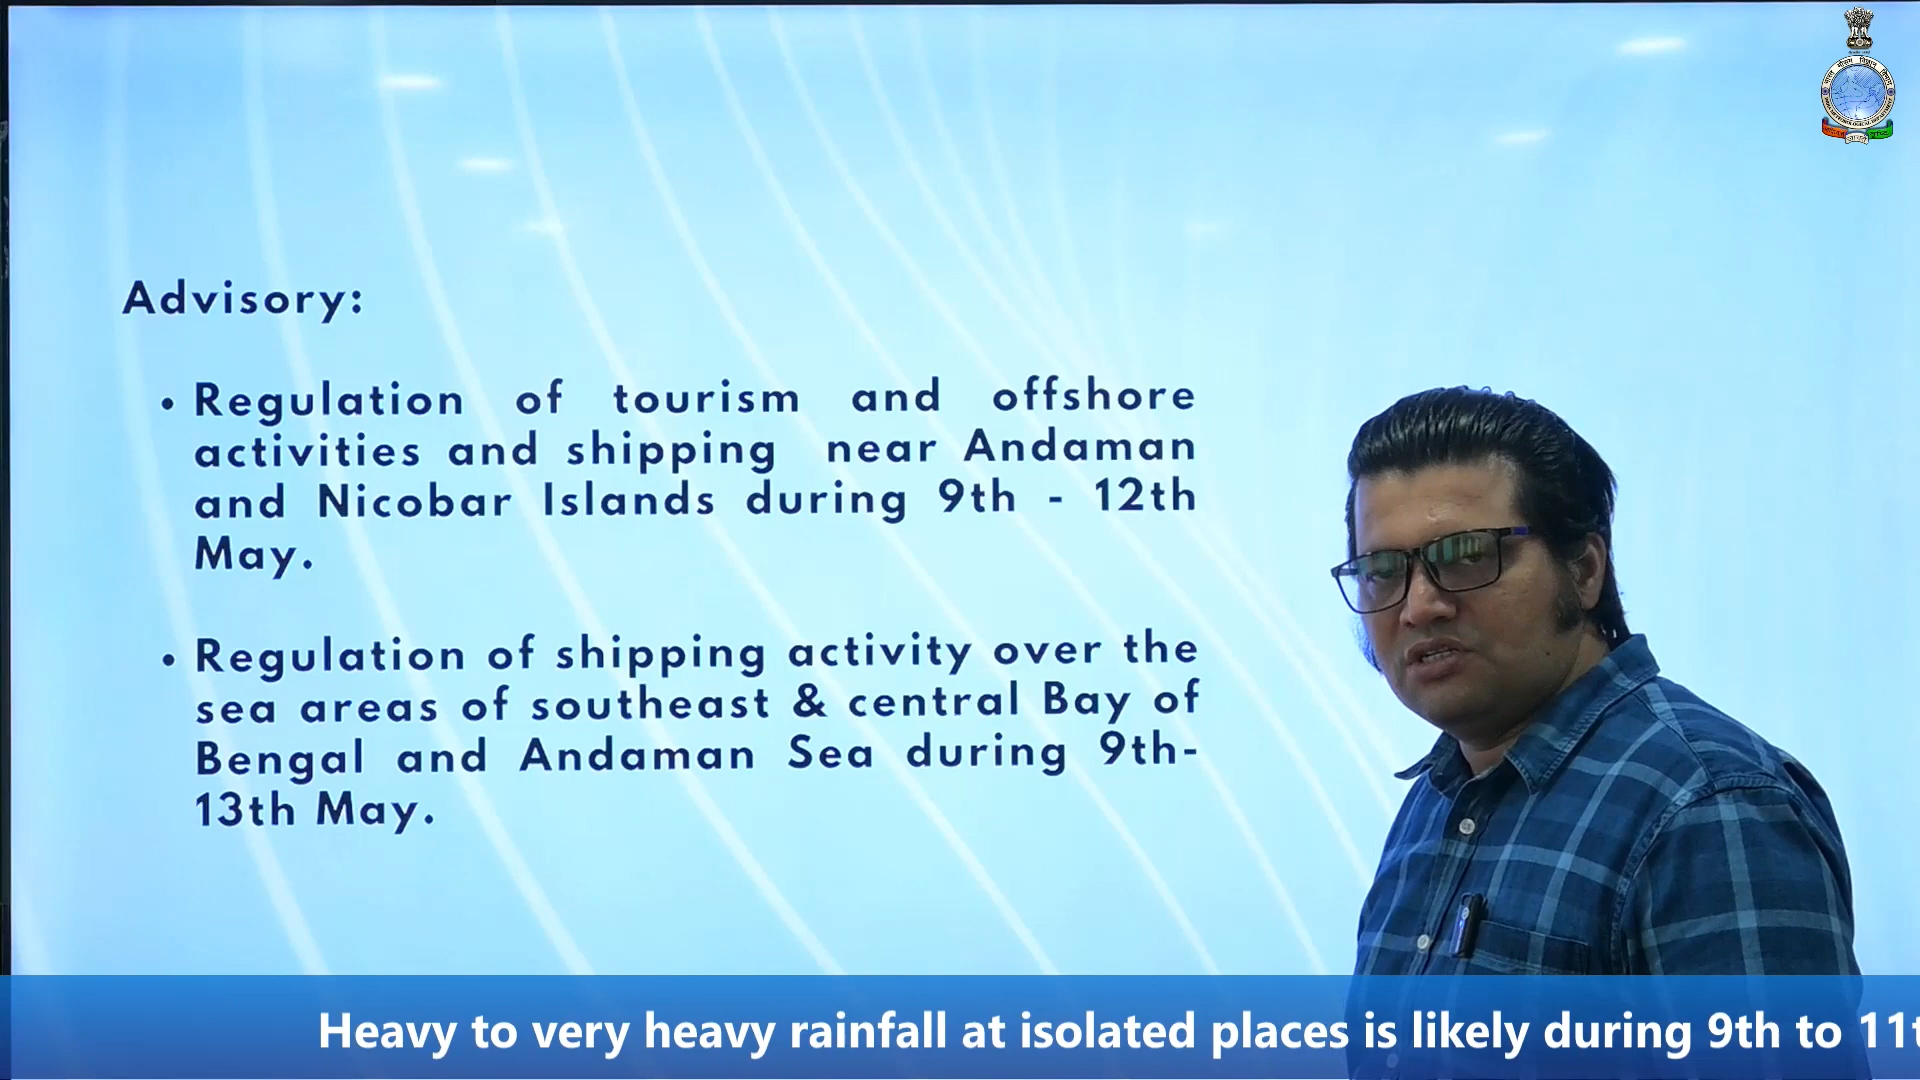 Advisory:
• Regulation of tourism and offshore
activities and shipping near Andaman
and Nicobar Islands during 9th - 12th
May.
• Regulation of shipping activity over the
sea areas of southeast & central Bay of
Bengal and Andaman Sea during 9th-
13th May.
Heavy to very heavy rainfall at isolated places is likely during 9th to 11t